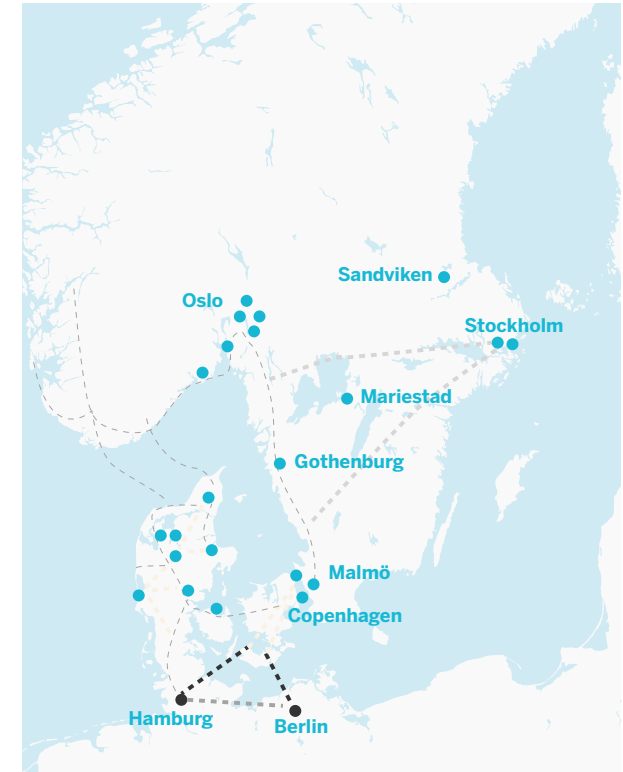 Sandviken
Oslo
Stockholm
Mariestad
Gothenburg
Malmö
Copenhagen
Hamburg
Berlin